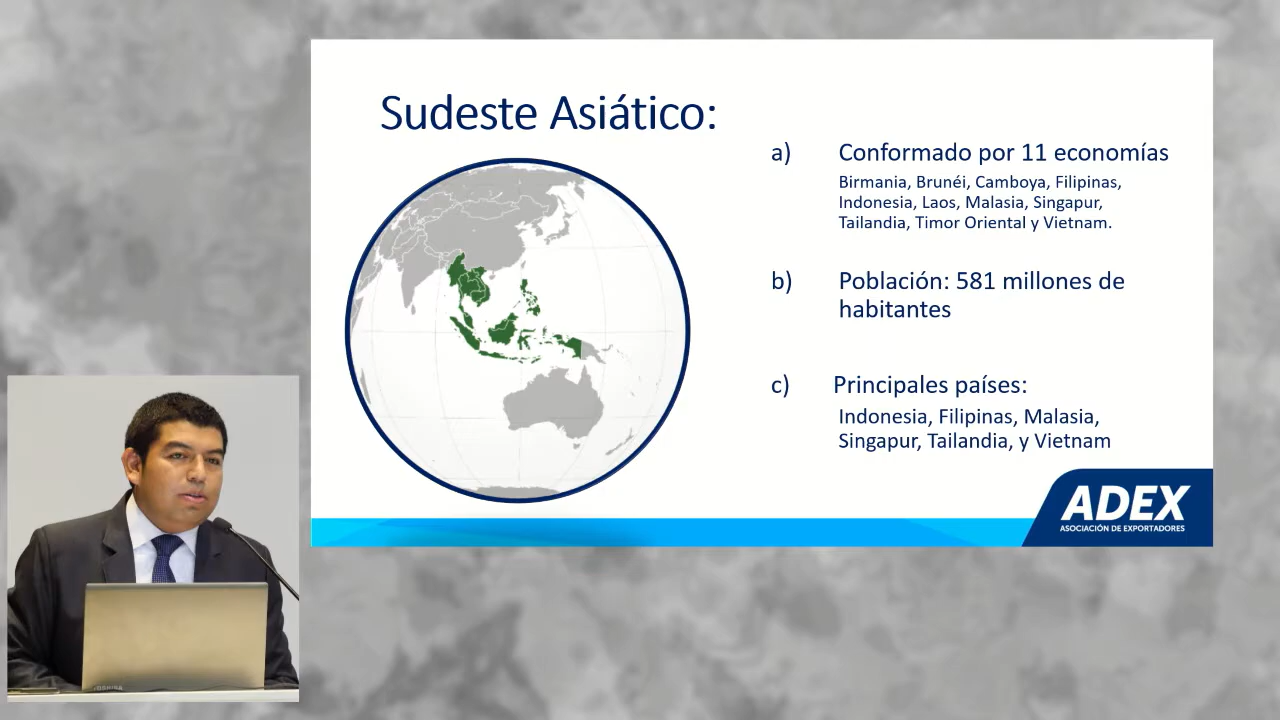 Sudeste Asiático:
a) Conformado por 11 economías
Birmania, Brunéi, Camboya, Filipinas,
Indonesia, Laos, Malasia, Singapur,
Tailandia, Timor Oriental y Vietnam.
b) Población: 581 millones de
habitantes
c) Principales países:
Indonesia, Filipinas, Malasia,
Singapur, Tailandia, y Vietnam
ADEX
ASOCIACIÓN DE EXPORTADORES
TOSHIBA